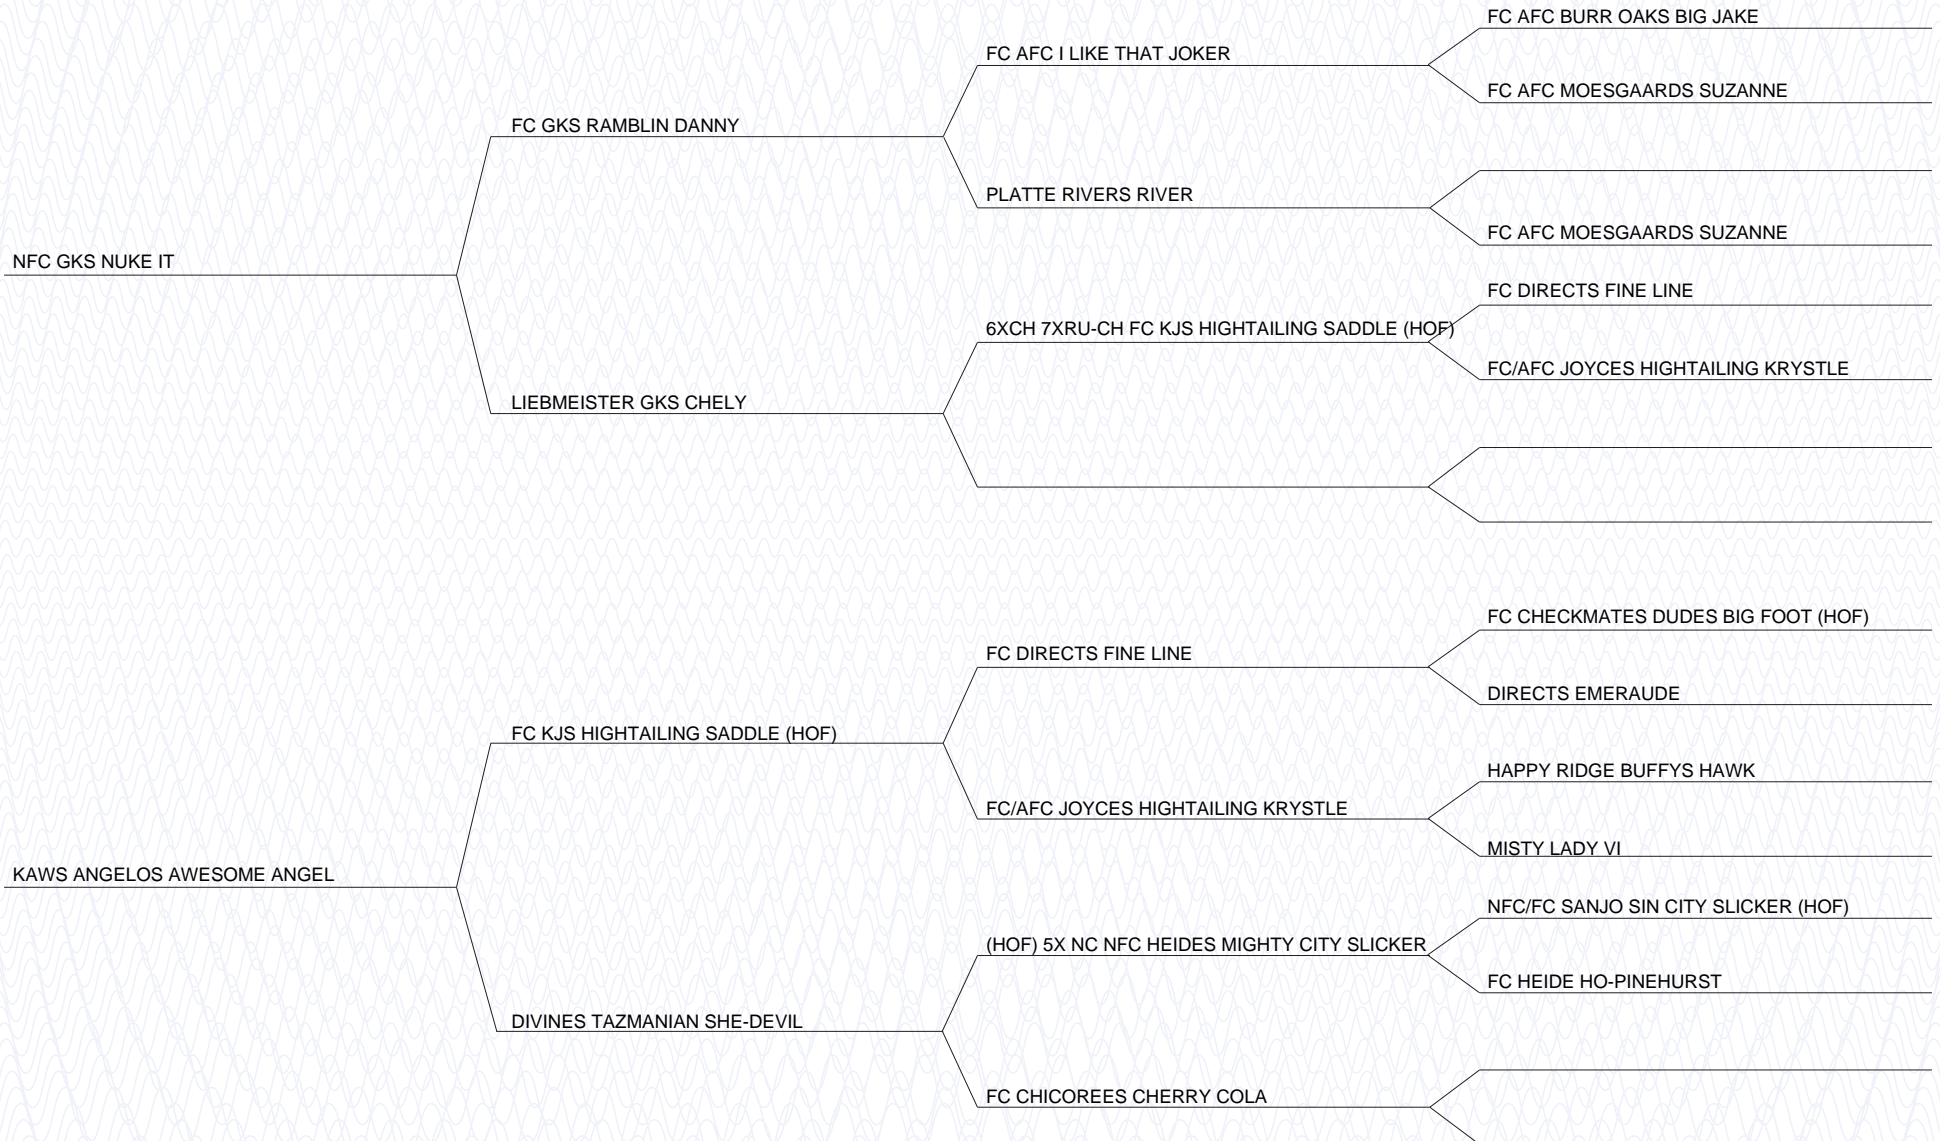 FC AFC BURR OAKS BIG JAKE
FC AFC I LIKE THAT JOKER
FC AFC MOESGAARDS SUZANNE
FC GKS RAMBLIN DANNY
PLATTE RIVERS RIVER
FC AFC MOESGAARDS SUZANNE
NFC GKS NUKE IT
FC DIRECTS FINE LINE
6XCH 7XRU-CH FC KJS HIGHTAILING SADDLE (HOF)
FC/AFC JOYCES HIGHTAILING KRYSTLE
LIEBMEISTER GKS CHELY
FC CHECKMATES DUDES BIG FOOT (HOF)
FC DIRECTS FINE LINE
DIRECTS EMERAUDE
FC KJS HIGHTAILING SADDLE (HOF)
HAPPY RIDGE BUFFYS HAWK
FC/AFC JOYCES HIGHTAILING KRYSTLE
MISTY LADY VI
KAWS ANGELOS AWESOME ANGEL
NFC/FC SANJO SIN CITY SLICKER (HOF)
(HOF) 5X NC NFC HEIDES MIGHTY CITY SLICKER
FC HEIDE HO-PINEHURST
DIVINES TAZMANIAN SHE-DEVIL
FC CHICOREES CHERRY COLA